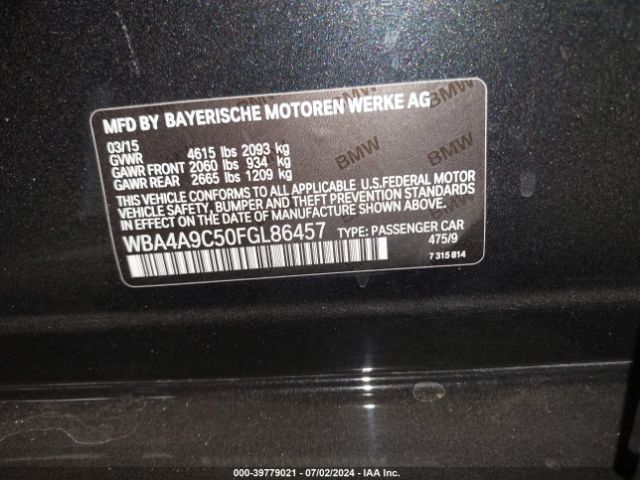 MFD BY BAYERISCHE MOTOREN WERKE AG
03/15
GVWR 4615 lbs 2093 kg
GAWR FRONT 2060 lbs 934 kg
GAWR REAR 2665 lbs 1209 kg
THIS VEHICLE CONFORMS TO ALL APPLICABLE U.S.FEDERAL MOTOR
VEHICLE SAFETY, BUMPER AND THEFT PREVENTION STANDARDS
IN EFFECT ON THE DATE OF MANUFACTURE SHOWN ABOVE.
WBA4A9C50FGL86457 TYPE: PASSENGER CAR
475/9
7 315 814
BMW
BMW
BMW
BMW
BMW
000-39779021 - 07/02/2024 - IAA Inc.